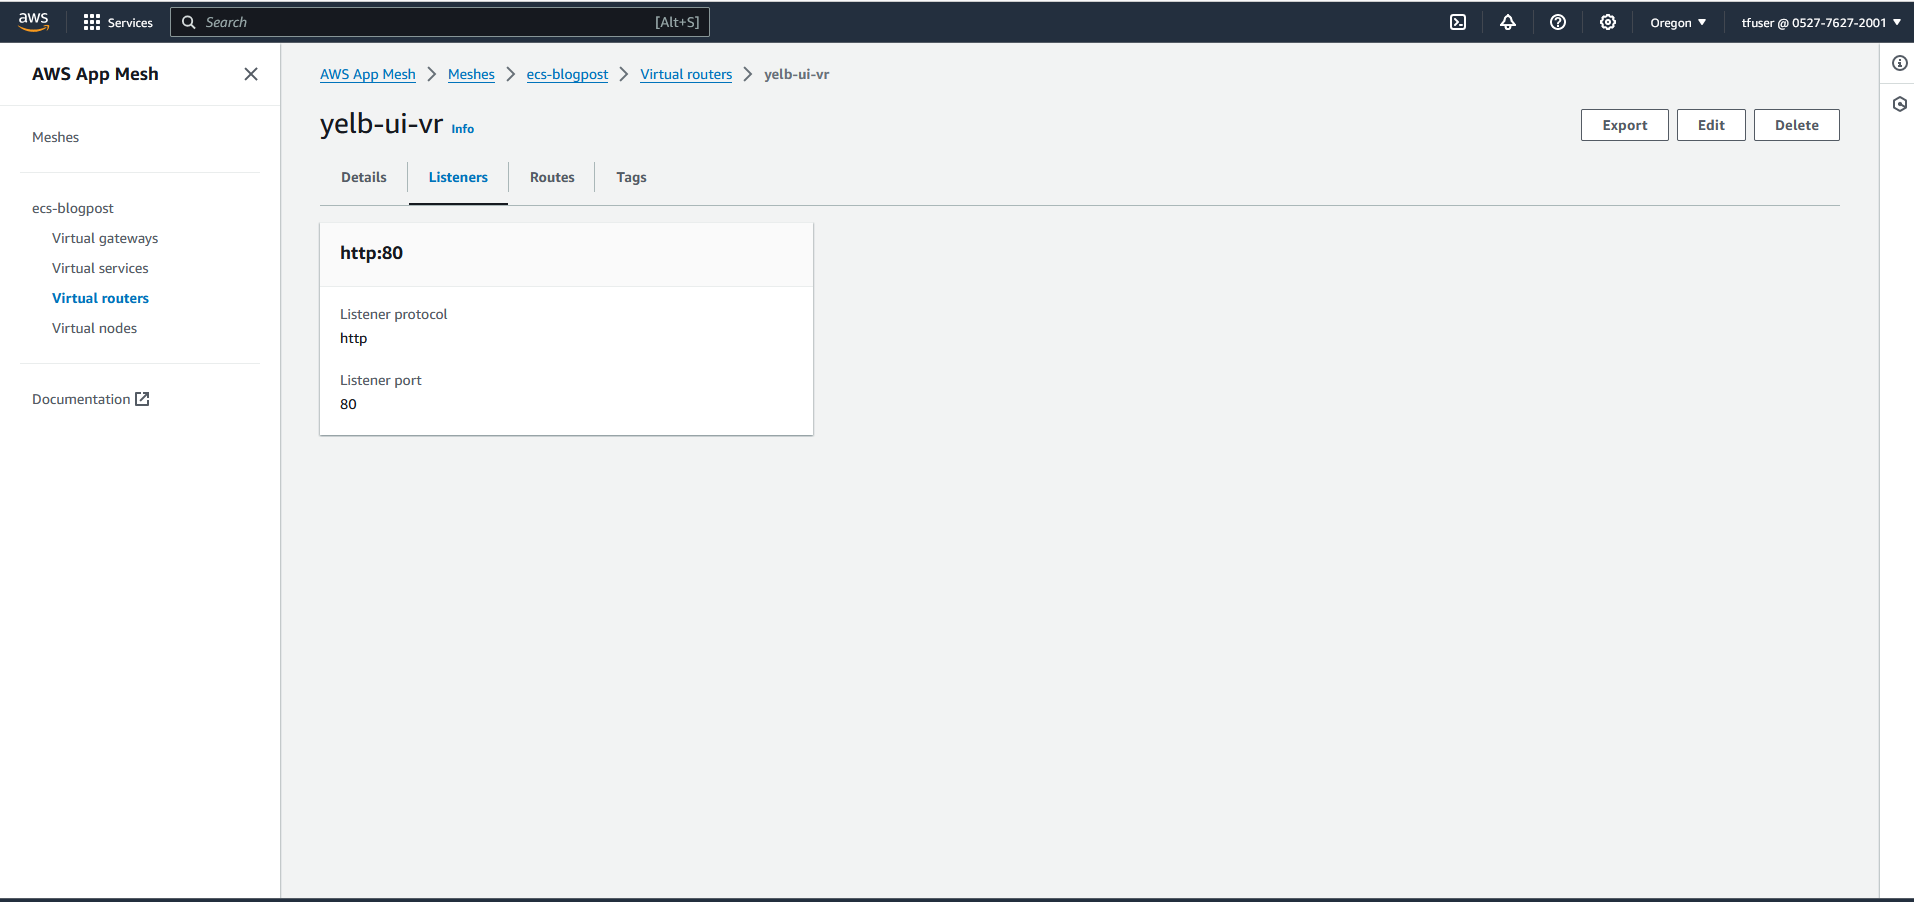 aws Services Search [Alt+S] Oregon tfuser @ 0527-7627-2001
AWS App Mesh
Meshes
ecs-blogpost
Virtual gateways
Virtual services
Virtual routers
Virtual nodes
Documentation
AWS App Mesh Meshes ecs-blogpost Virtual routers yelb-ui-vr
yelb-ui-vr Info
Export Edit Delete
Details Listeners Routes Tags
http:80
Listener protocol
http
Listener port
80